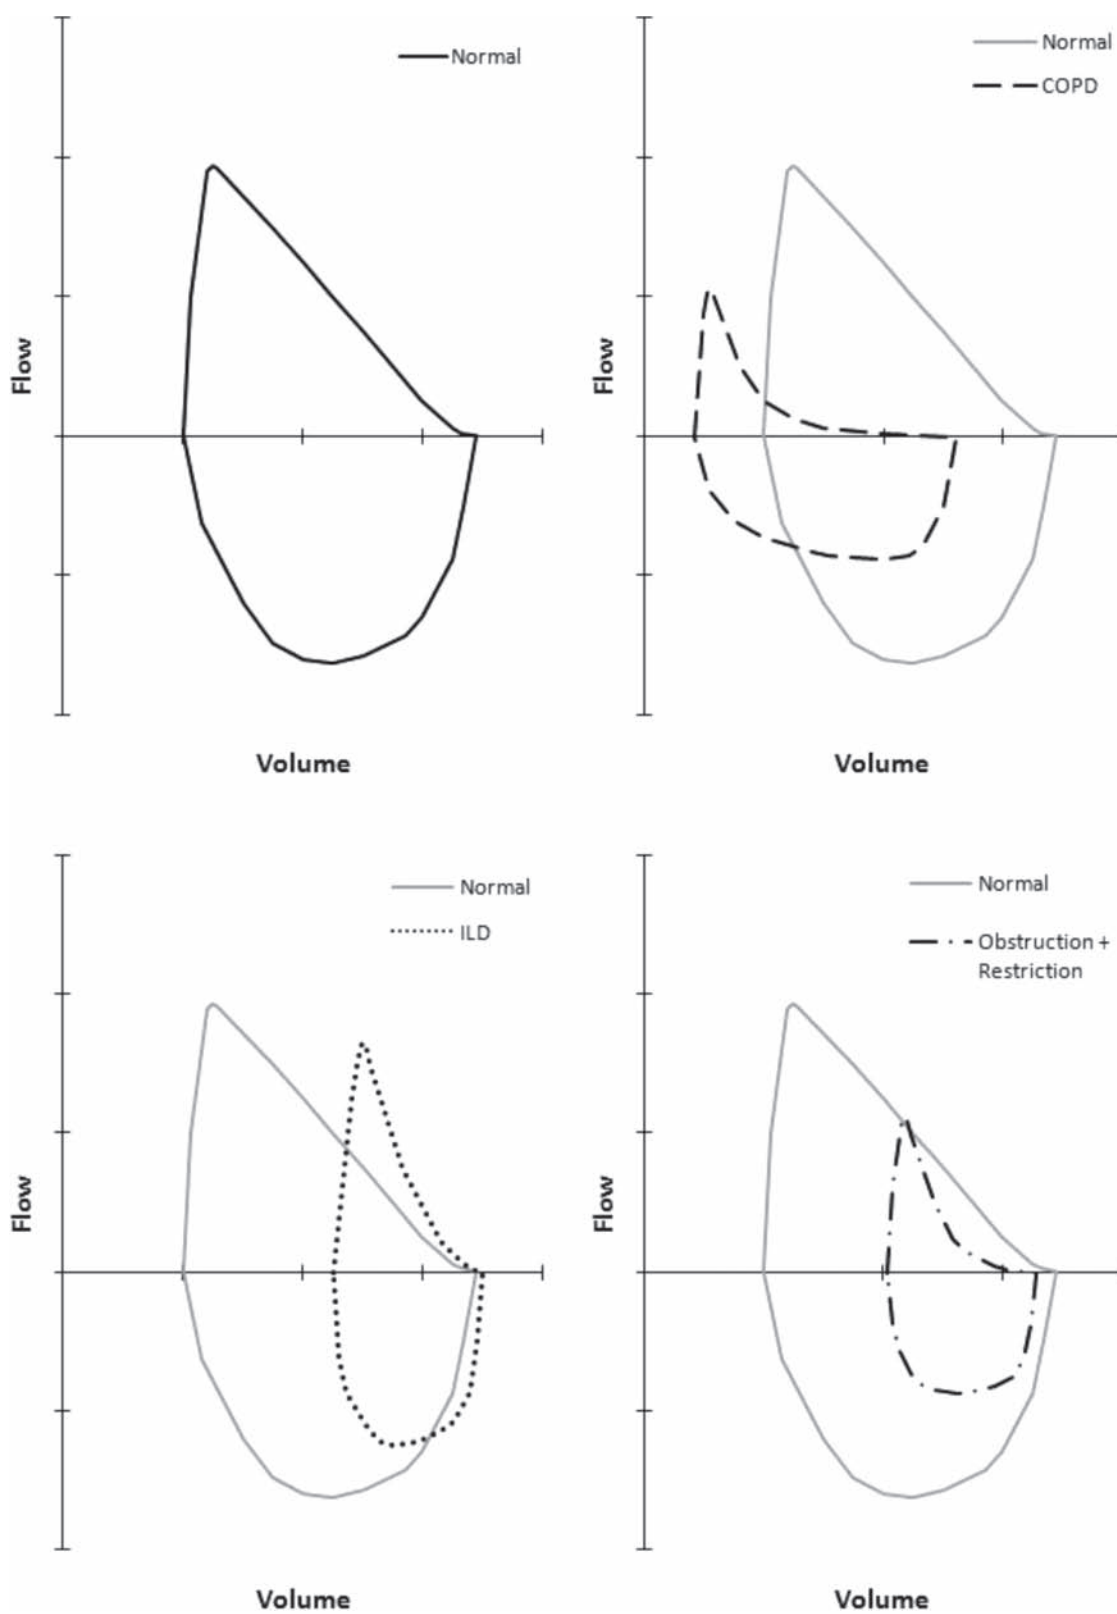 Normal
Flow
Volume
Normal
COPD
Flow
Volume
Normal
ILD
Flow
Volume
Normal
Obstruction +
Restriction
Flow
Volume